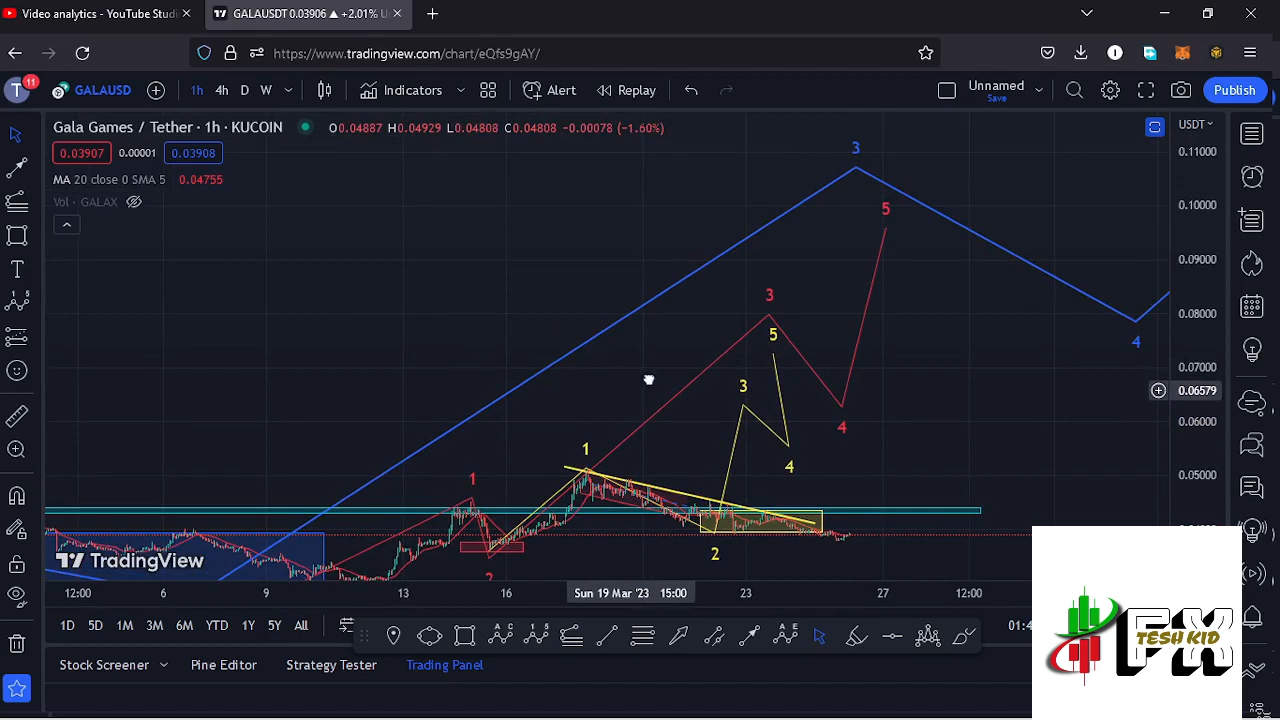 Video analytics - YouTube Studi
GALAUSDT 0.03906 ▲ +2.01% Un
https://www.tradingview.com/chart/eQfs9gAY/
T
11
GALAUSD
1h
4h
D
W
Indicators
Alert
Replay
Unnamed
Save
Publish
Gala Games / Tether · 1h · KUCOIN
O0.04887 H0.04929 L0.04808 C0.04808 -0.00078 (-1.60%)
USDT
0.03907
0.00001
0.03908
MA 20 close 0 SMA 5 0.04755
Vol · GALAX
0.11000
0.10000
0.09000
0.08000
0.07000
0.06579
0.05000
3
5
3
5
4
3
4
1
4
1
2
2
TradingView
12:00
6
9
13
16
Sun 19 Mar '23 15:00
23
27
12:00
1D
5D
1M
3M
6M
YTD
1Y
5Y
All
01:4
Stock Screener
Pine Editor
Strategy Tester
Trading Panel
FX
TESH KID